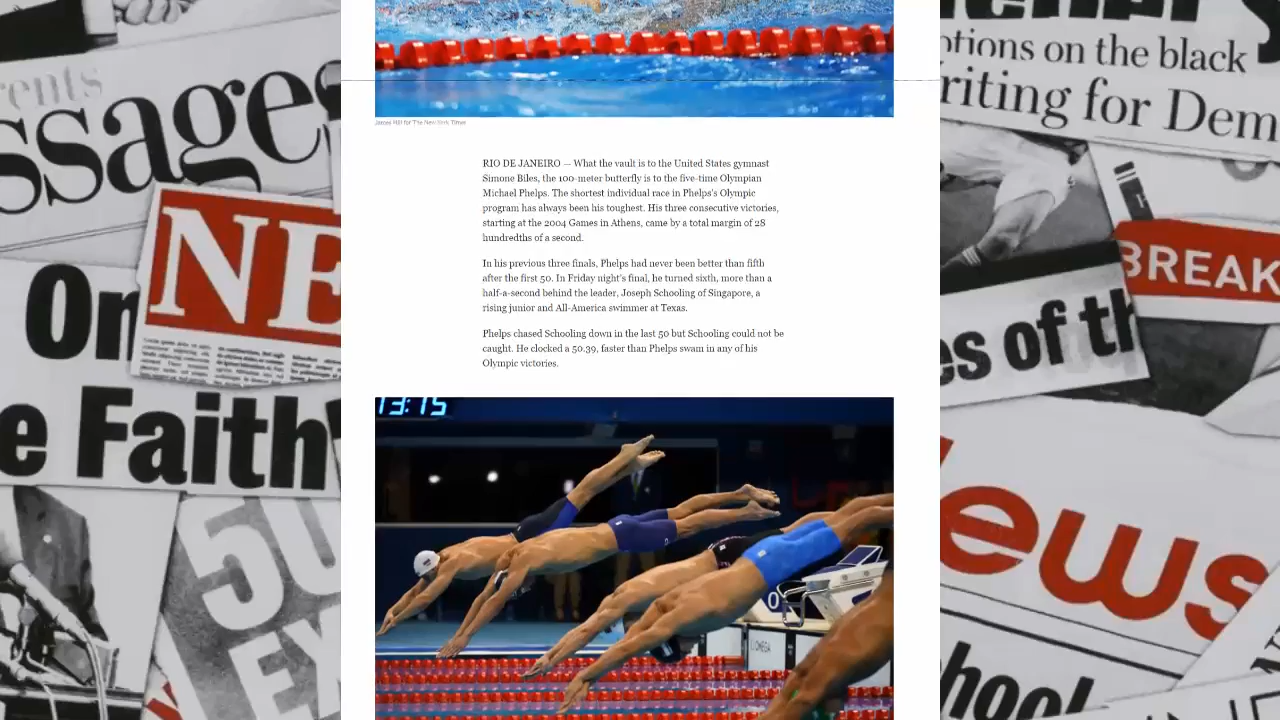 ssage
NE
On
e Faith
50
EX
James Hill for The New York Times
RIO DE JANEIRO — What the vault is to the United States gymnast
Simone Biles, the 100-meter butterfly is to the five-time Olympian
Michael Phelps. The shortest individual race in Phelps's Olympic
program has always been his toughest. His three consecutive victories,
starting at the 2004 Games in Athens, came by a total margin of 28
hundredths of a second.
In his previous three finals, Phelps had never been better than fifth
after the first 50. In Friday night's final, he turned sixth, more than a
half-a-second behind the leader, Joseph Schooling of Singapore, a
rising junior and All-America swimmer at Texas.
Phelps chased Schooling down in the last 50 but Schooling could not be
caught. He clocked a 50.39, faster than Phelps swam in any of his
Olympic victories.
13:15
OMEGA
otions on the black
riting for Dem
BREAK
es of th
ews
hool